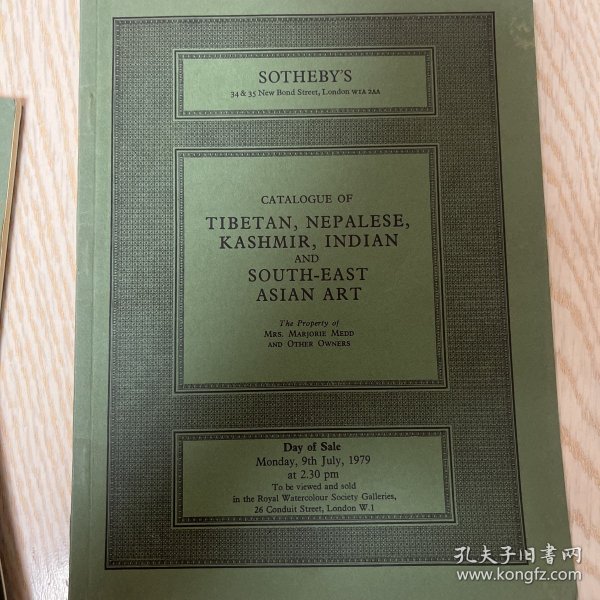 SOTHEBY'S
34 & 35 New Bond Street, London W1A 2AA
CATALOGUE OF
TIBETAN, NEPALESE,
KASHMIR, INDIAN
AND
SOUTH-EAST
ASIAN ART
The Property of
MRS. MARJORIE MEDD
AND OTHER OWNERS
Day of Sale
Monday, 9th July, 1979
at 2.30 pm
To be viewed and sold
in the Royal Watercolour Society Galleries,
26 Conduit Street, London W.1
孔夫子旧书网
www.kongfz.com